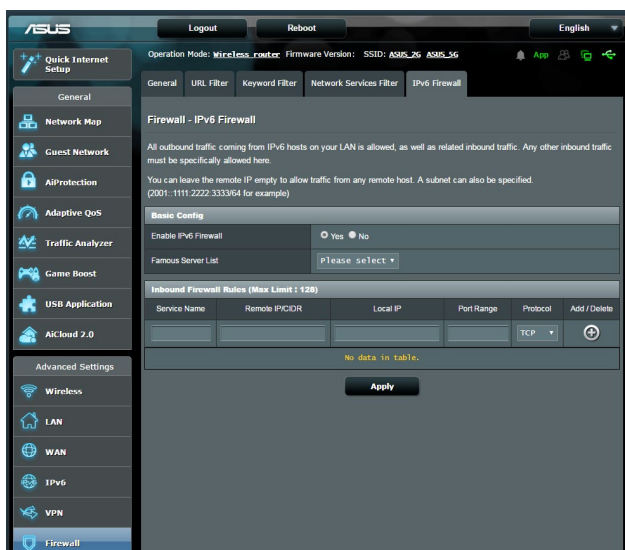 ASUS
Logout
Reboot
English
Quick Internet
Setup
General
Network Map
Guest Network
AiProtection
Adaptive QoS
Traffic Analyzer
Game Boost
USB Application
AiCloud 2.0
Advanced Settings
Wireless
LAN
WAN
IPv6
VPN
Firewall
Operation Mode: Wireless router Firmware Version: SSID: ASUS_2G ASUS_5G
App
General
URL Filter
Keyword Filter
Network Services Filter
IPv6 Firewall
Firewall - IPv6 Firewall
All outbound traffic coming from IPv6 hosts on your LAN is allowed, as well as related inbound traffic. Any other inbound traffic
must be specifically allowed here.
You can leave the remote IP empty to allow traffic from any remote host. A subnet can also be specified.
(2001::1111:2222:3333/64 for example)
Basic Config
Enable IPv6 Firewall
Yes No
Famous Server List
Please select
Inbound Firewall Rules (Max Limit : 128)
Service Name
Remote IP/CIDR
Local IP
Port Range
Protocol
Add / Delete
TCP
No data in table.
Apply